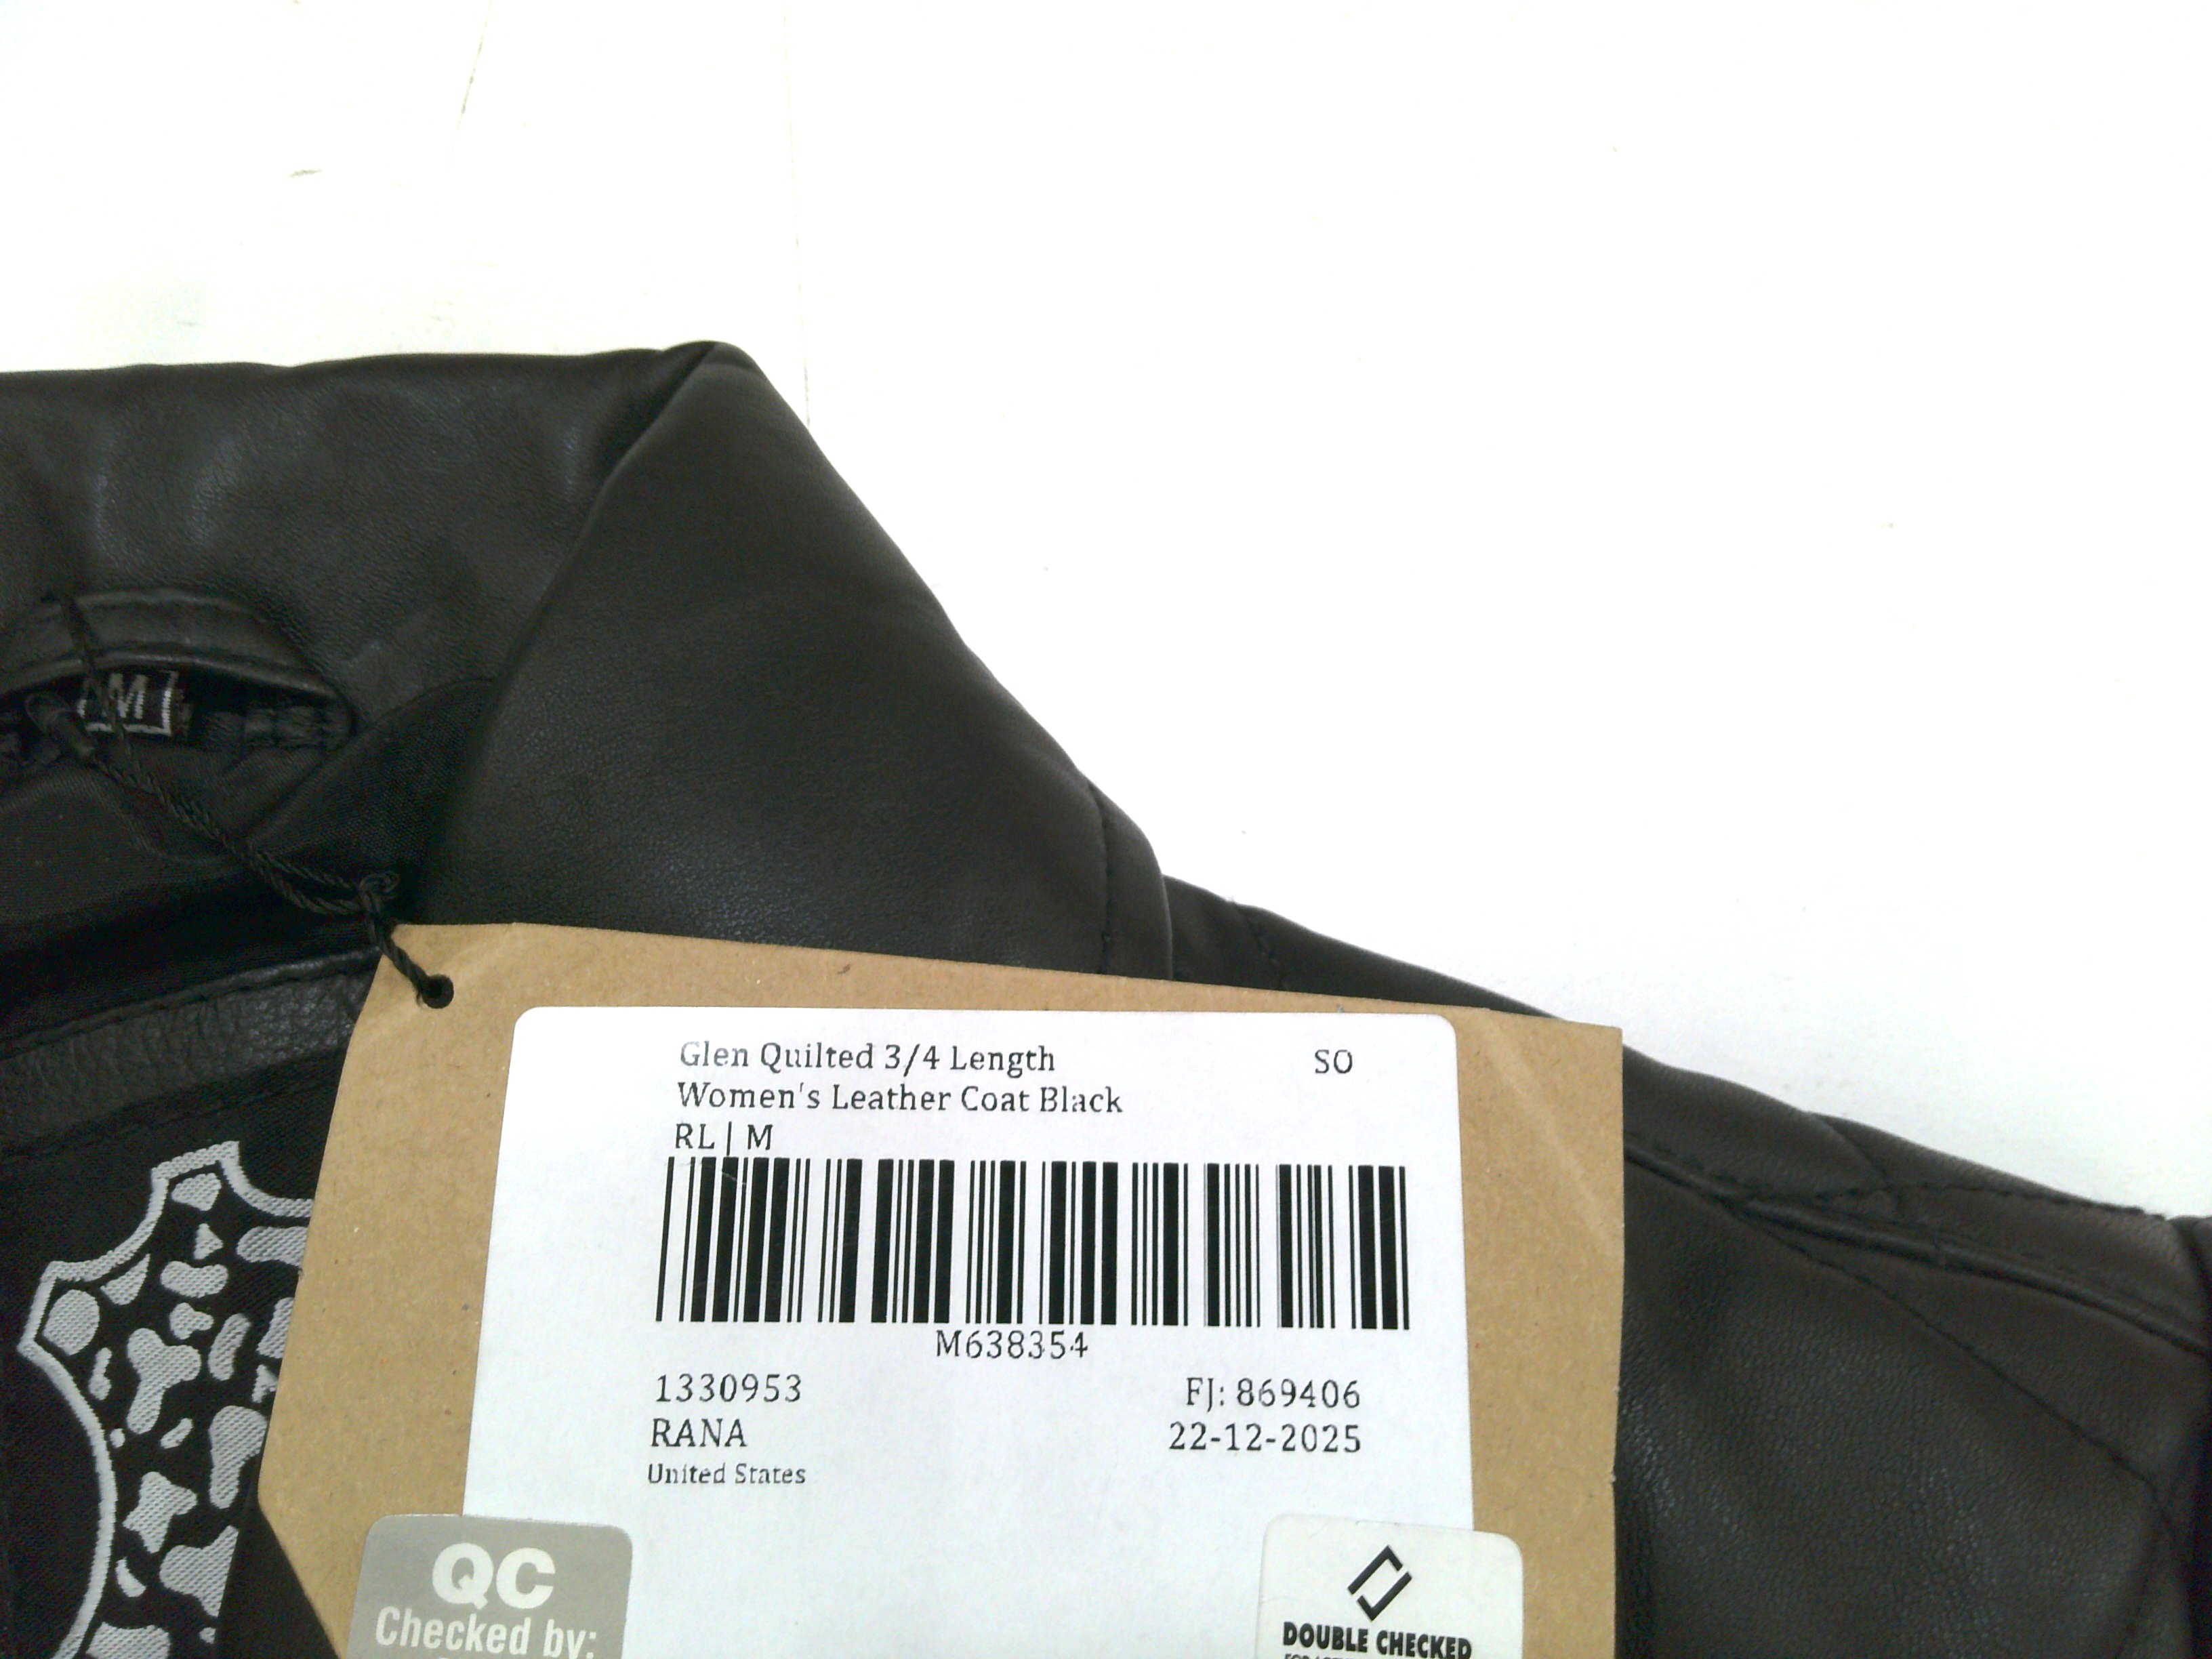 M
Glen Quilted 3/4 Length SO
Women's Leather Coat Black
RL | M
M638354
1330953 FJ: 869406
RANA 22-12-2025
United States
QC
Checked by:
DOUBLE CHECKED